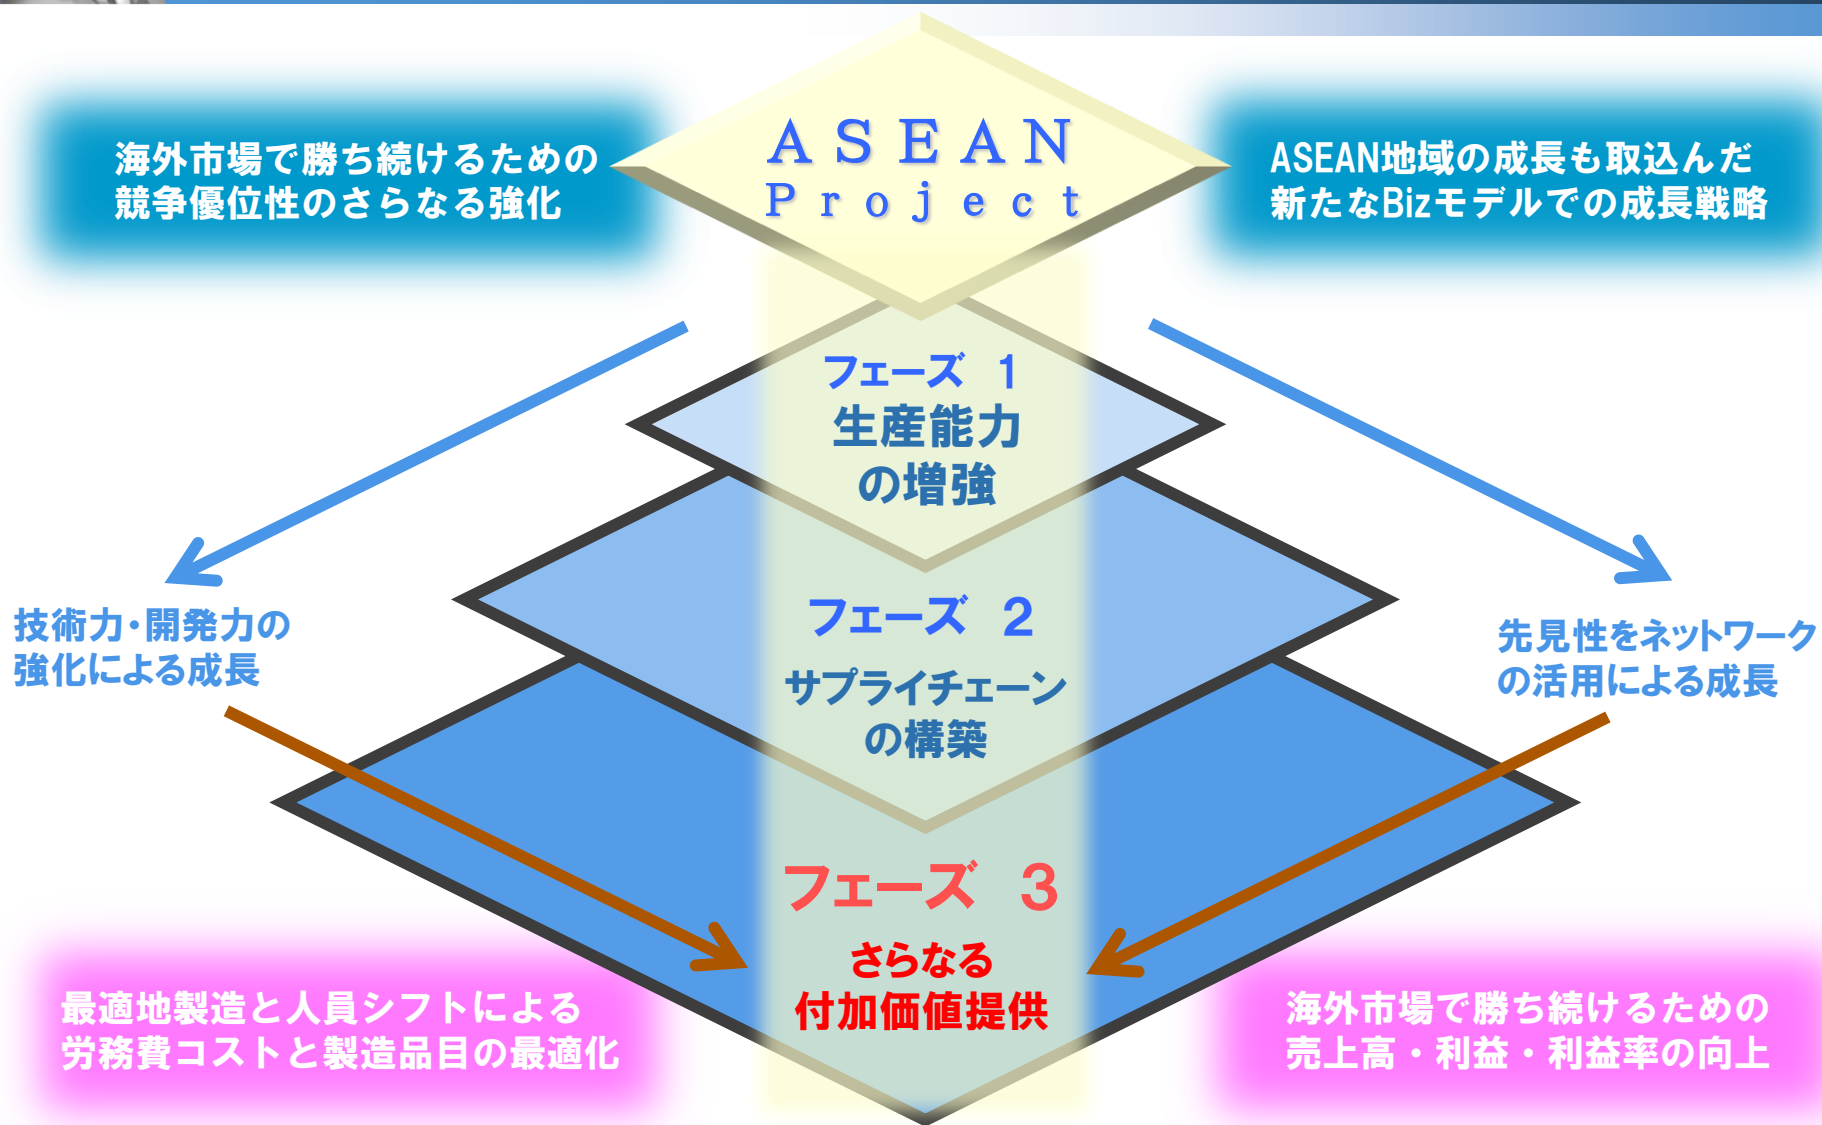 海外市場で勝ち続けるための
競争優位性のさらなる強化
ASEAN
Project
ASEAN地域の成長も取込んだ
新たなBizモデルでの成長戦略
フェーズ 1
生産能力
の増強
技術力・開発力の
強化による成長
フェーズ 2
サプライチェーン
の構築
先見性をネットワーク
の活用による成長
フェーズ 3
さらなる
付加価値提供
最適地製造と人員シフトによる
労務費コストと製造品目の最適化
海外市場で勝ち続けるための
売上高・利益・利益率の向上